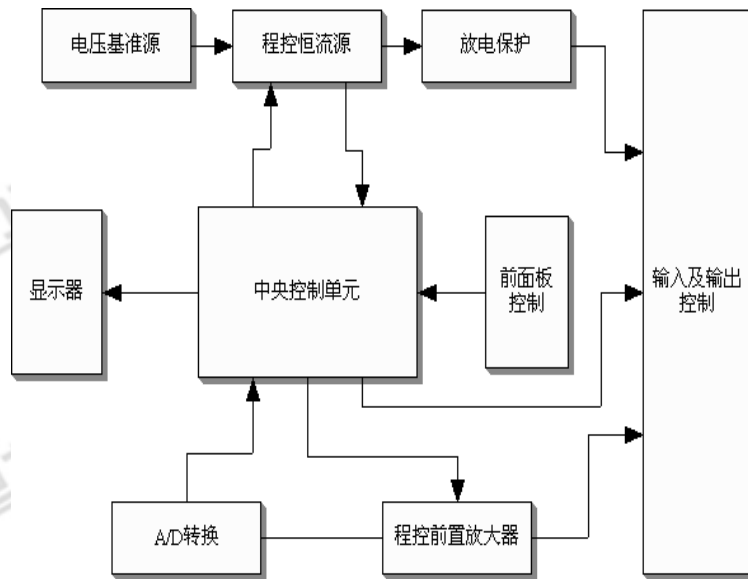 电压基准源
程控恒流源
放电保护
显示器
中央控制单元
前面板
控制
输入及输出
控制
A/D转换
程控前置放大器